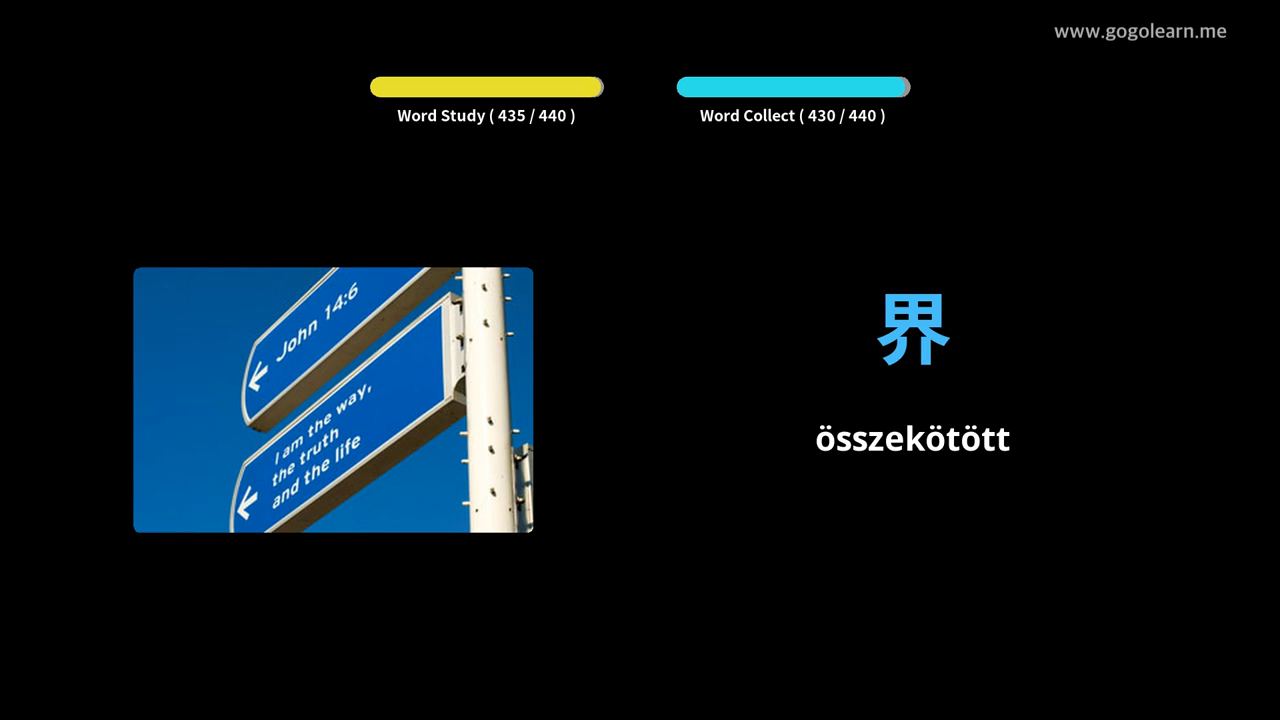 www.gogolearn.me
Word Study ( 435 / 440 )
Word Collect ( 430 / 440 )
John 14:6
I am the way,
the truth
and the life
界
összekötött